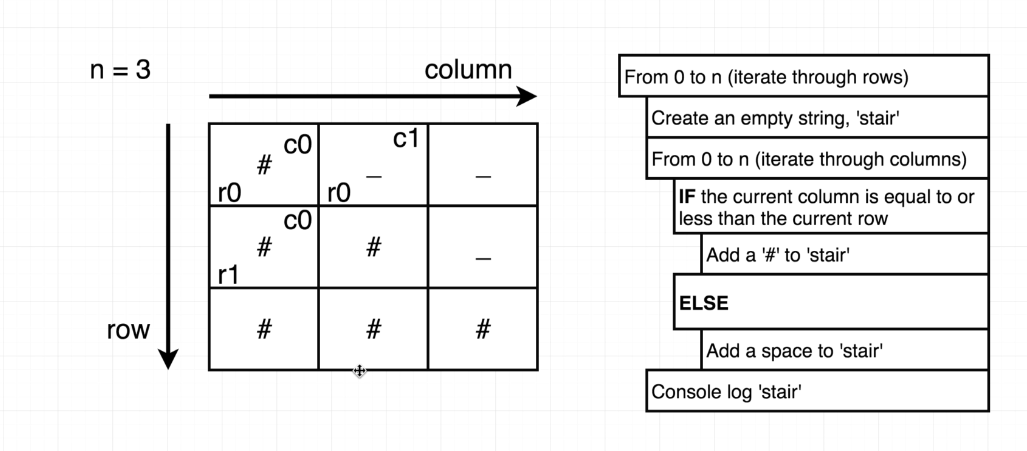 n = 3
column
row
# c0 r0
_ c1 r0
_
# c0 r1
#
_
#
#
#
From 0 to n (iterate through rows)
Create an empty string, 'stair'
From 0 to n (iterate through columns)
IF the current column is equal to or
less than the current row
Add a '#' to 'stair'
ELSE
Add a space to 'stair'
Console log 'stair'